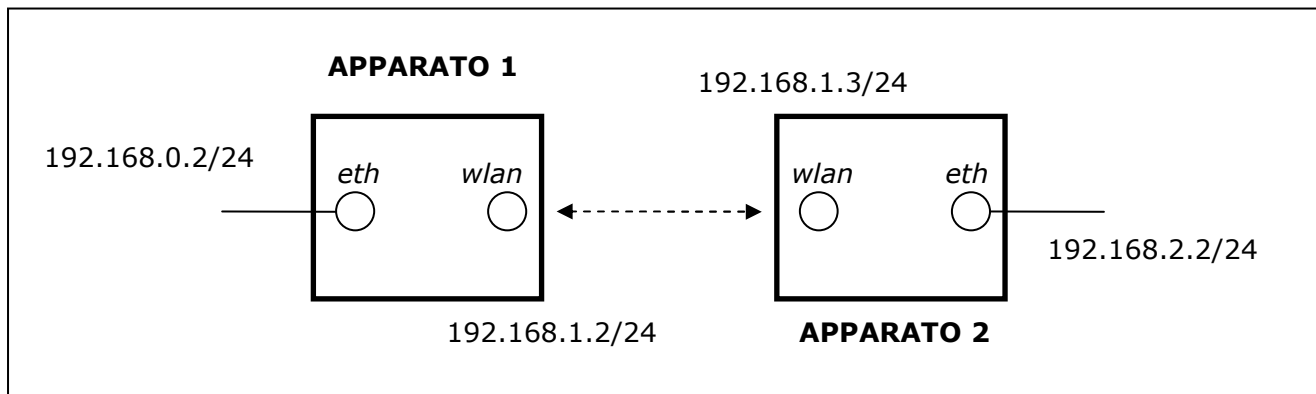 APPARATO 1
192.168.1.3/24
192.168.0.2/24
eth
wlan
wlan
eth
192.168.2.2/24
192.168.1.2/24
APPARATO 2